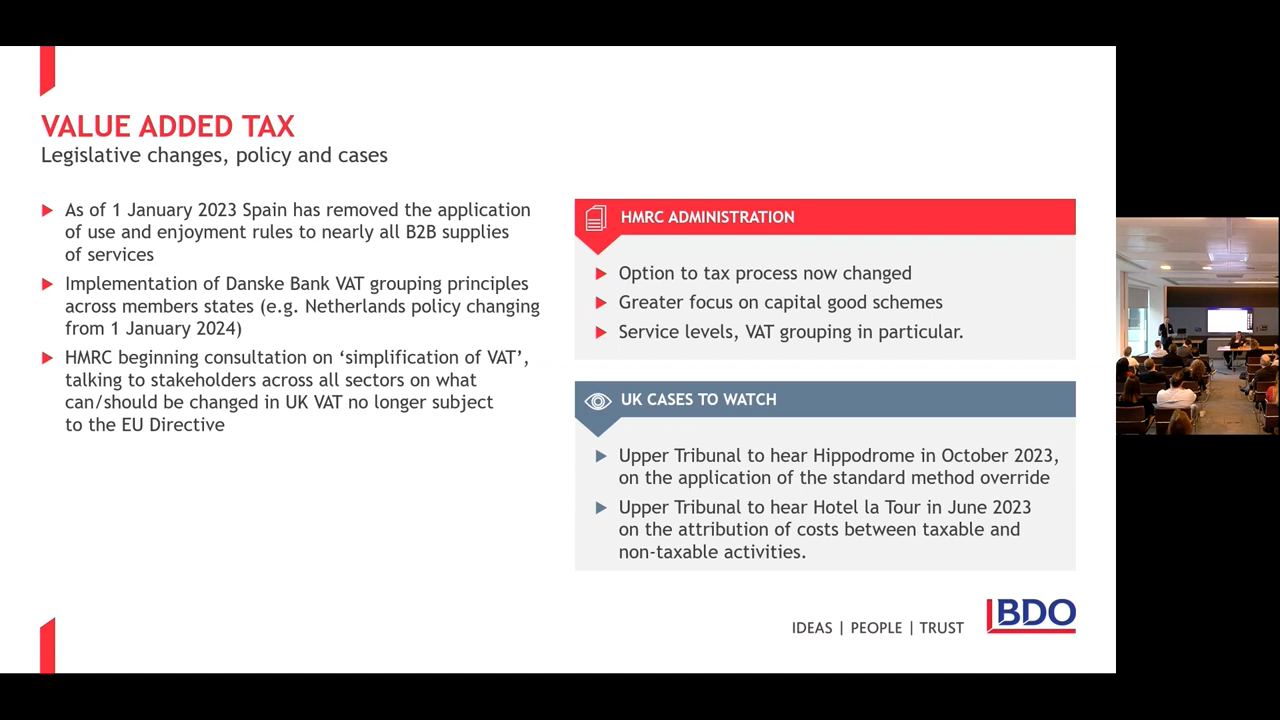 VALUE ADDED TAX
Legislative changes, policy and cases
As of 1 January 2023 Spain has removed the application
of use and enjoyment rules to nearly all B2B supplies
of services
Implementation of Danske Bank VAT grouping principles
across members states (e.g. Netherlands policy changing
from 1 January 2024)
HMRC beginning consultation on ‘simplification of VAT’,
talking to stakeholders across all sectors on what
can/should be changed in UK VAT no longer subject
to the EU Directive
HMRC ADMINISTRATION
Option to tax process now changed
Greater focus on capital good schemes
Service levels, VAT grouping in particular.
UK CASES TO WATCH
Upper Tribunal to hear Hippodrome in October 2023,
on the application of the standard method override
Upper Tribunal to hear Hotel la Tour in June 2023
on the attribution of costs between taxable and
non-taxable activities.
IDEAS | PEOPLE | TRUST
BDO